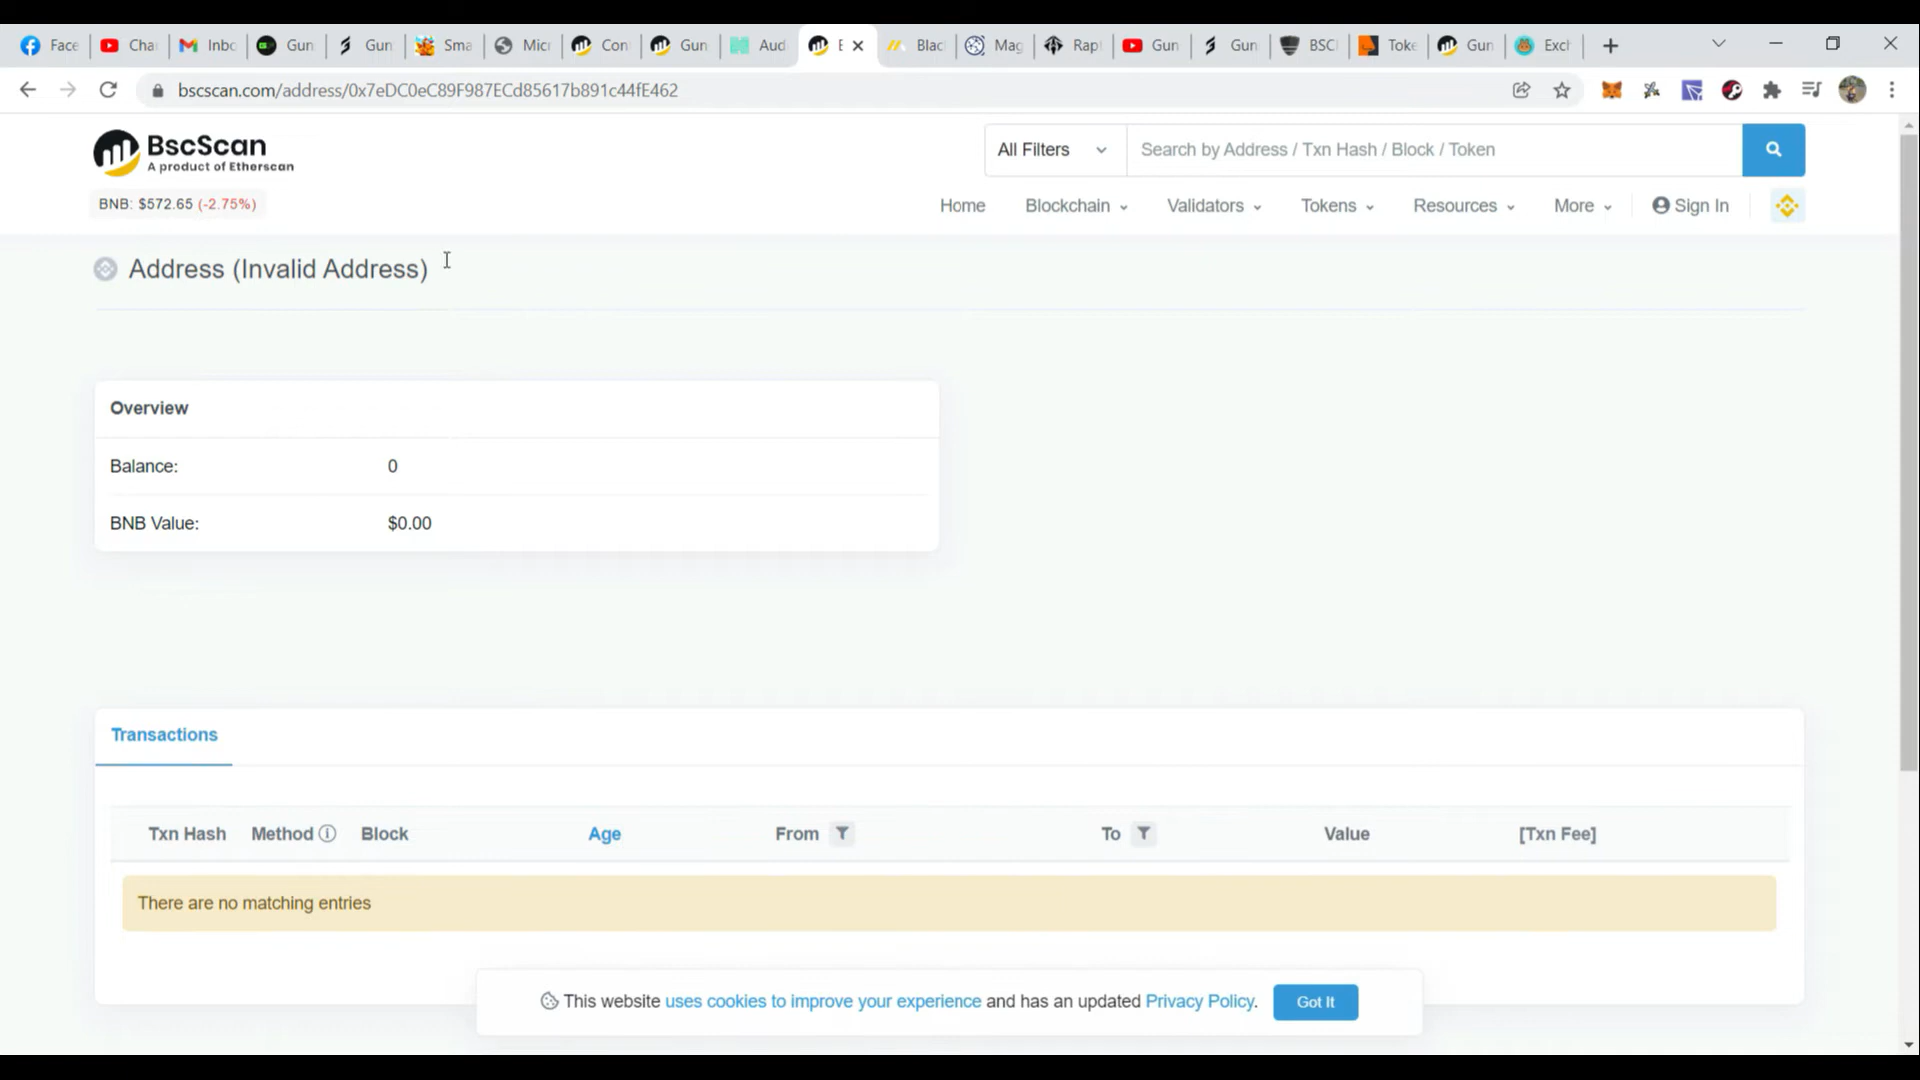 Face
Cha
Inbo
Gun
Gun
Sma
Micr
Con
Gun
Aud
Blac
Mag
Rapt
Gun
Gun
BSC
Toke
Gun
Exch
bscscan.com/address/0x7eDC0eC89F987ECd85617b891c44fE462
BscScan
A product of Etherscan
All Filters
Search by Address / Txn Hash / Block / Token
BNB: $572.65 (-2.75%)
Home Blockchain Validators Tokens Resources More Sign In
Address (Invalid Address)
Overview
Balance: 0
BNB Value: $0.00
Transactions
Txn Hash Method Block Age From To Value [Txn Fee]
There are no matching entries
This website uses cookies to improve your experience and has an updated Privacy Policy. Got It